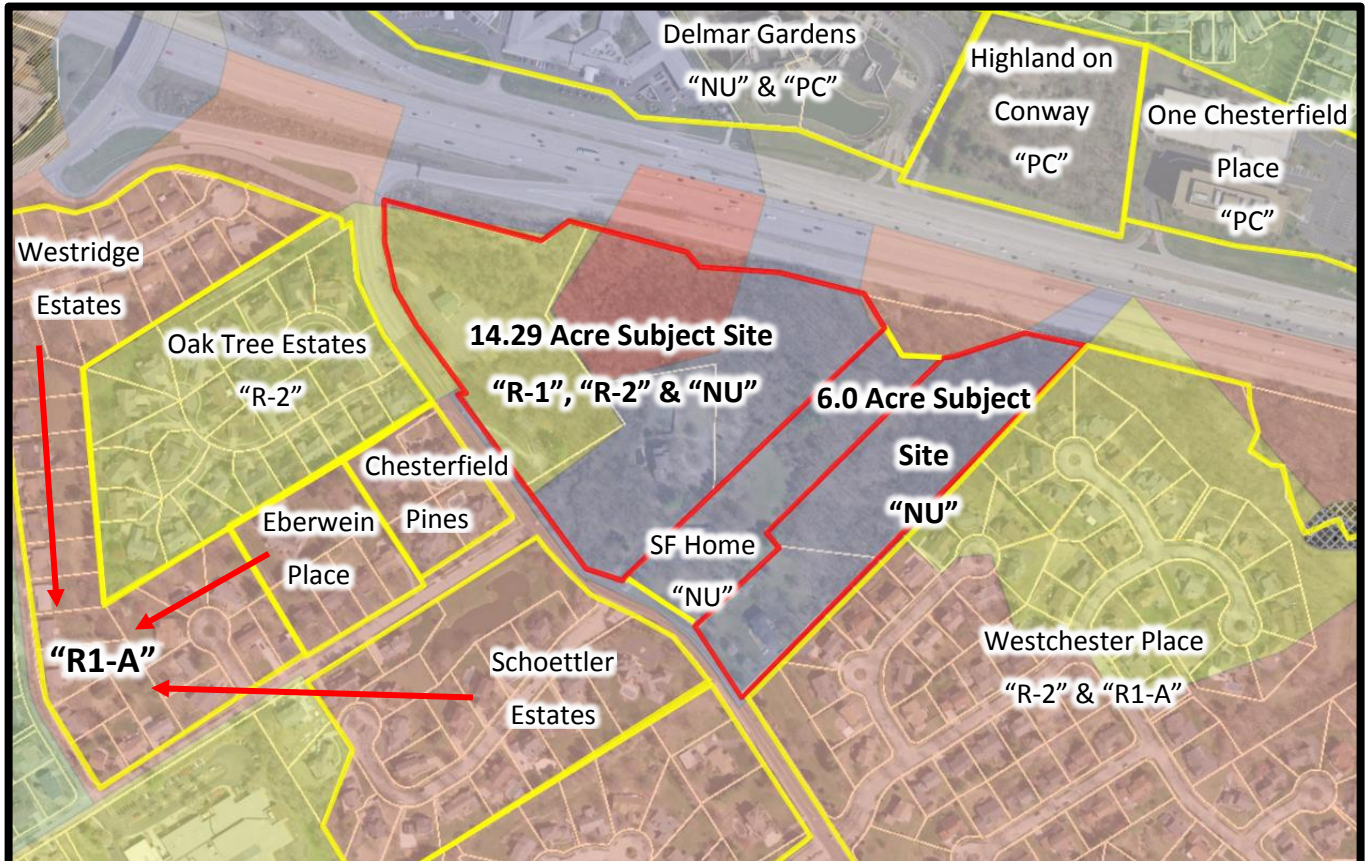 Delmar Gardens
“NU” & “PC”
Highland on
Conway
“PC”
One Chesterfield
Place
“PC”
Westridge
Estates
Oak Tree Estates
“R-2”
14.29 Acre Subject Site
“R-1”, “R-2” & “NU”
6.0 Acre Subject
Site
“NU”
Chesterfield
Pines
Eberwein
Place
SF Home
“NU”
“R1-A”
Schoettler
Estates
Westchester Place
“R-2” & “R1-A”